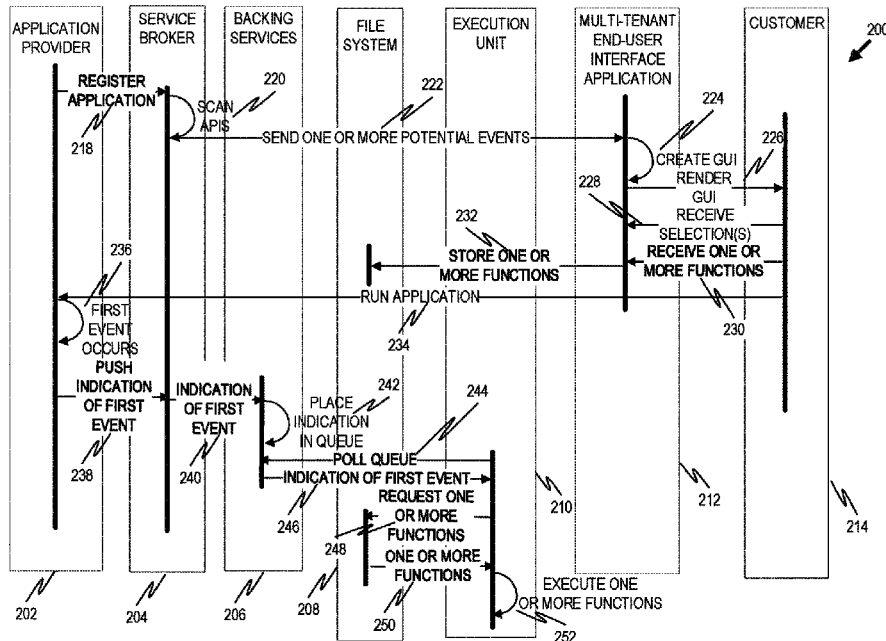 APPLICATION
PROVIDER
SERVICE
BROKER
BACKING
SERVICES
FILE
SYSTEM
EXECUTION
UNIT
MULTI-TENANT
END-USER
INTERFACE
APPLICATION
CUSTOMER
200
REGISTER
APPLICATION
218
220
SCAN
APIS
222
SEND ONE OR MORE POTENTIAL EVENTS
224
CREATE GUI
226
RENDER
GUI
228
RECEIVE
SELECTION(S)
232
STORE ONE OR
MORE FUNCTIONS
RECEIVE ONE OR
MORE FUNCTIONS
230
236
RUN APPLICATION
234
FIRST
EVENT
OCCURS
PUSH
INDICATION
OF FIRST
EVENT
238
INDICATION
OF FIRST
EVENT
240
242
PLACE
INDICATION
IN QUEUE
244
POLL QUEUE
INDICATION OF FIRST EVENT
246
REQUEST ONE
OR MORE
FUNCTIONS
248
ONE OR MORE
FUNCTIONS
250
EXECUTE ONE
OR MORE FUNCTIONS
252
202
204
206
208
210
212
214